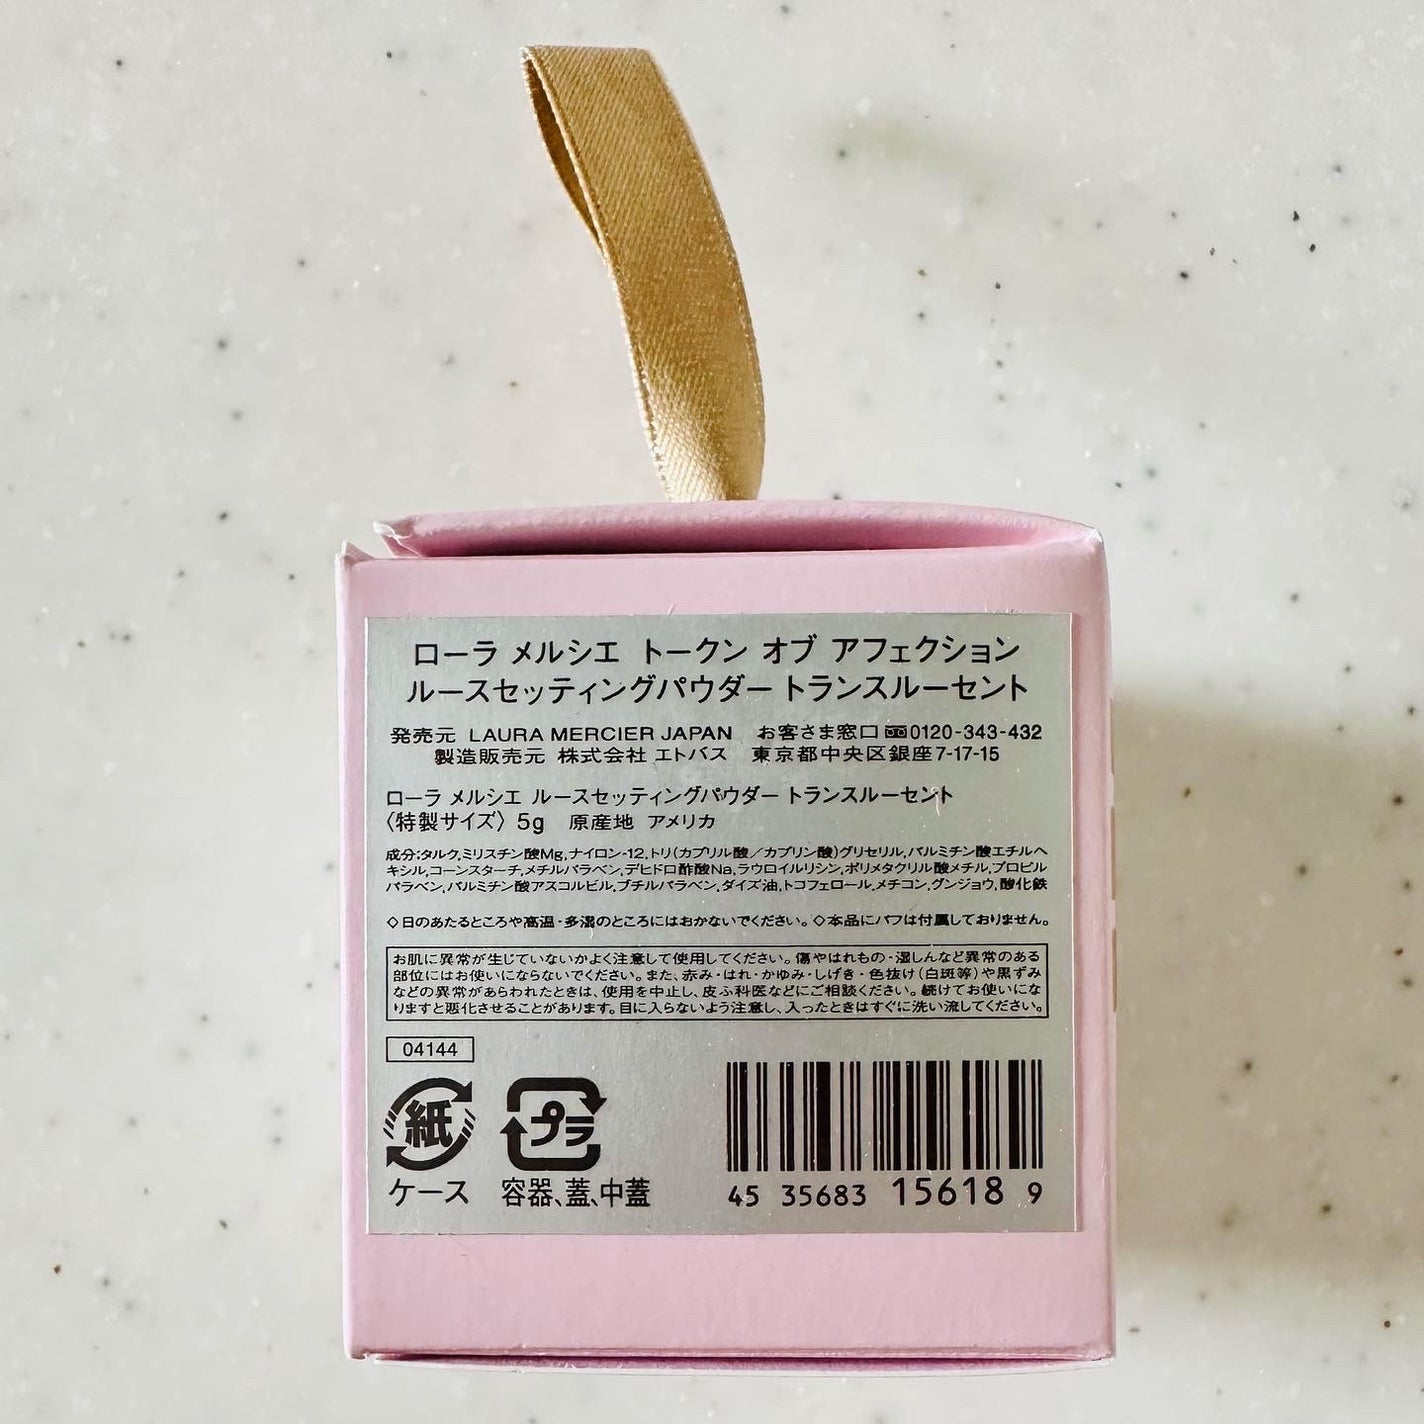 ローラ メルシエ トークン オブ アフェクション
ルースセッティングパウダー トランスルーセント
発売元 LAURA MERCIER JAPAN お客さま窓口 0120-343-432
製造販売元 株式会社 エトバス 東京都中央区銀座7-17-15
ローラ メルシエ ルースセッティングパウダー トランスルーセント
〈特製サイズ〉 5g 原産地 アメリカ
成分:タルク,ミリスチン酸Mg,ナイロン-12,トリ(カプリル酸／カプリン酸)グリセリル,パルミチン酸エチルヘ
キシル,コーンスターチ,メチルパラベン,デヒドロ酢酸Na,ラウロイルリシン,ポリメタクリル酸メチル,プロピル
パラベン,パルミチン酸アスコルビル,ブチルパラベン,ダイズ油,トコフェロール,メチコン,グンジョウ,酸化鉄
◇日のあたるところや高温・多湿のところにはおかないでください。◇本品にパフは付属しておりません。
お肌に異常が生じていないかよく注意して使用してください。傷やはれもの・湿しんなど異常のある
部位にはお使いにならないでください。また、赤み・はれ・かゆみ・しげき・色抜け(白斑等)や黒ずみ
などの異常があらわれたときは、使用を中止し、皮ふ科医などにご相談ください。続けてお使いにな
りますと悪化させることがあります。目に入らないよう注意し、入ったときはすぐに洗い流してください。
04144
紙 プラ
ケース 容器、蓋、中蓋
45 35683 15618 9